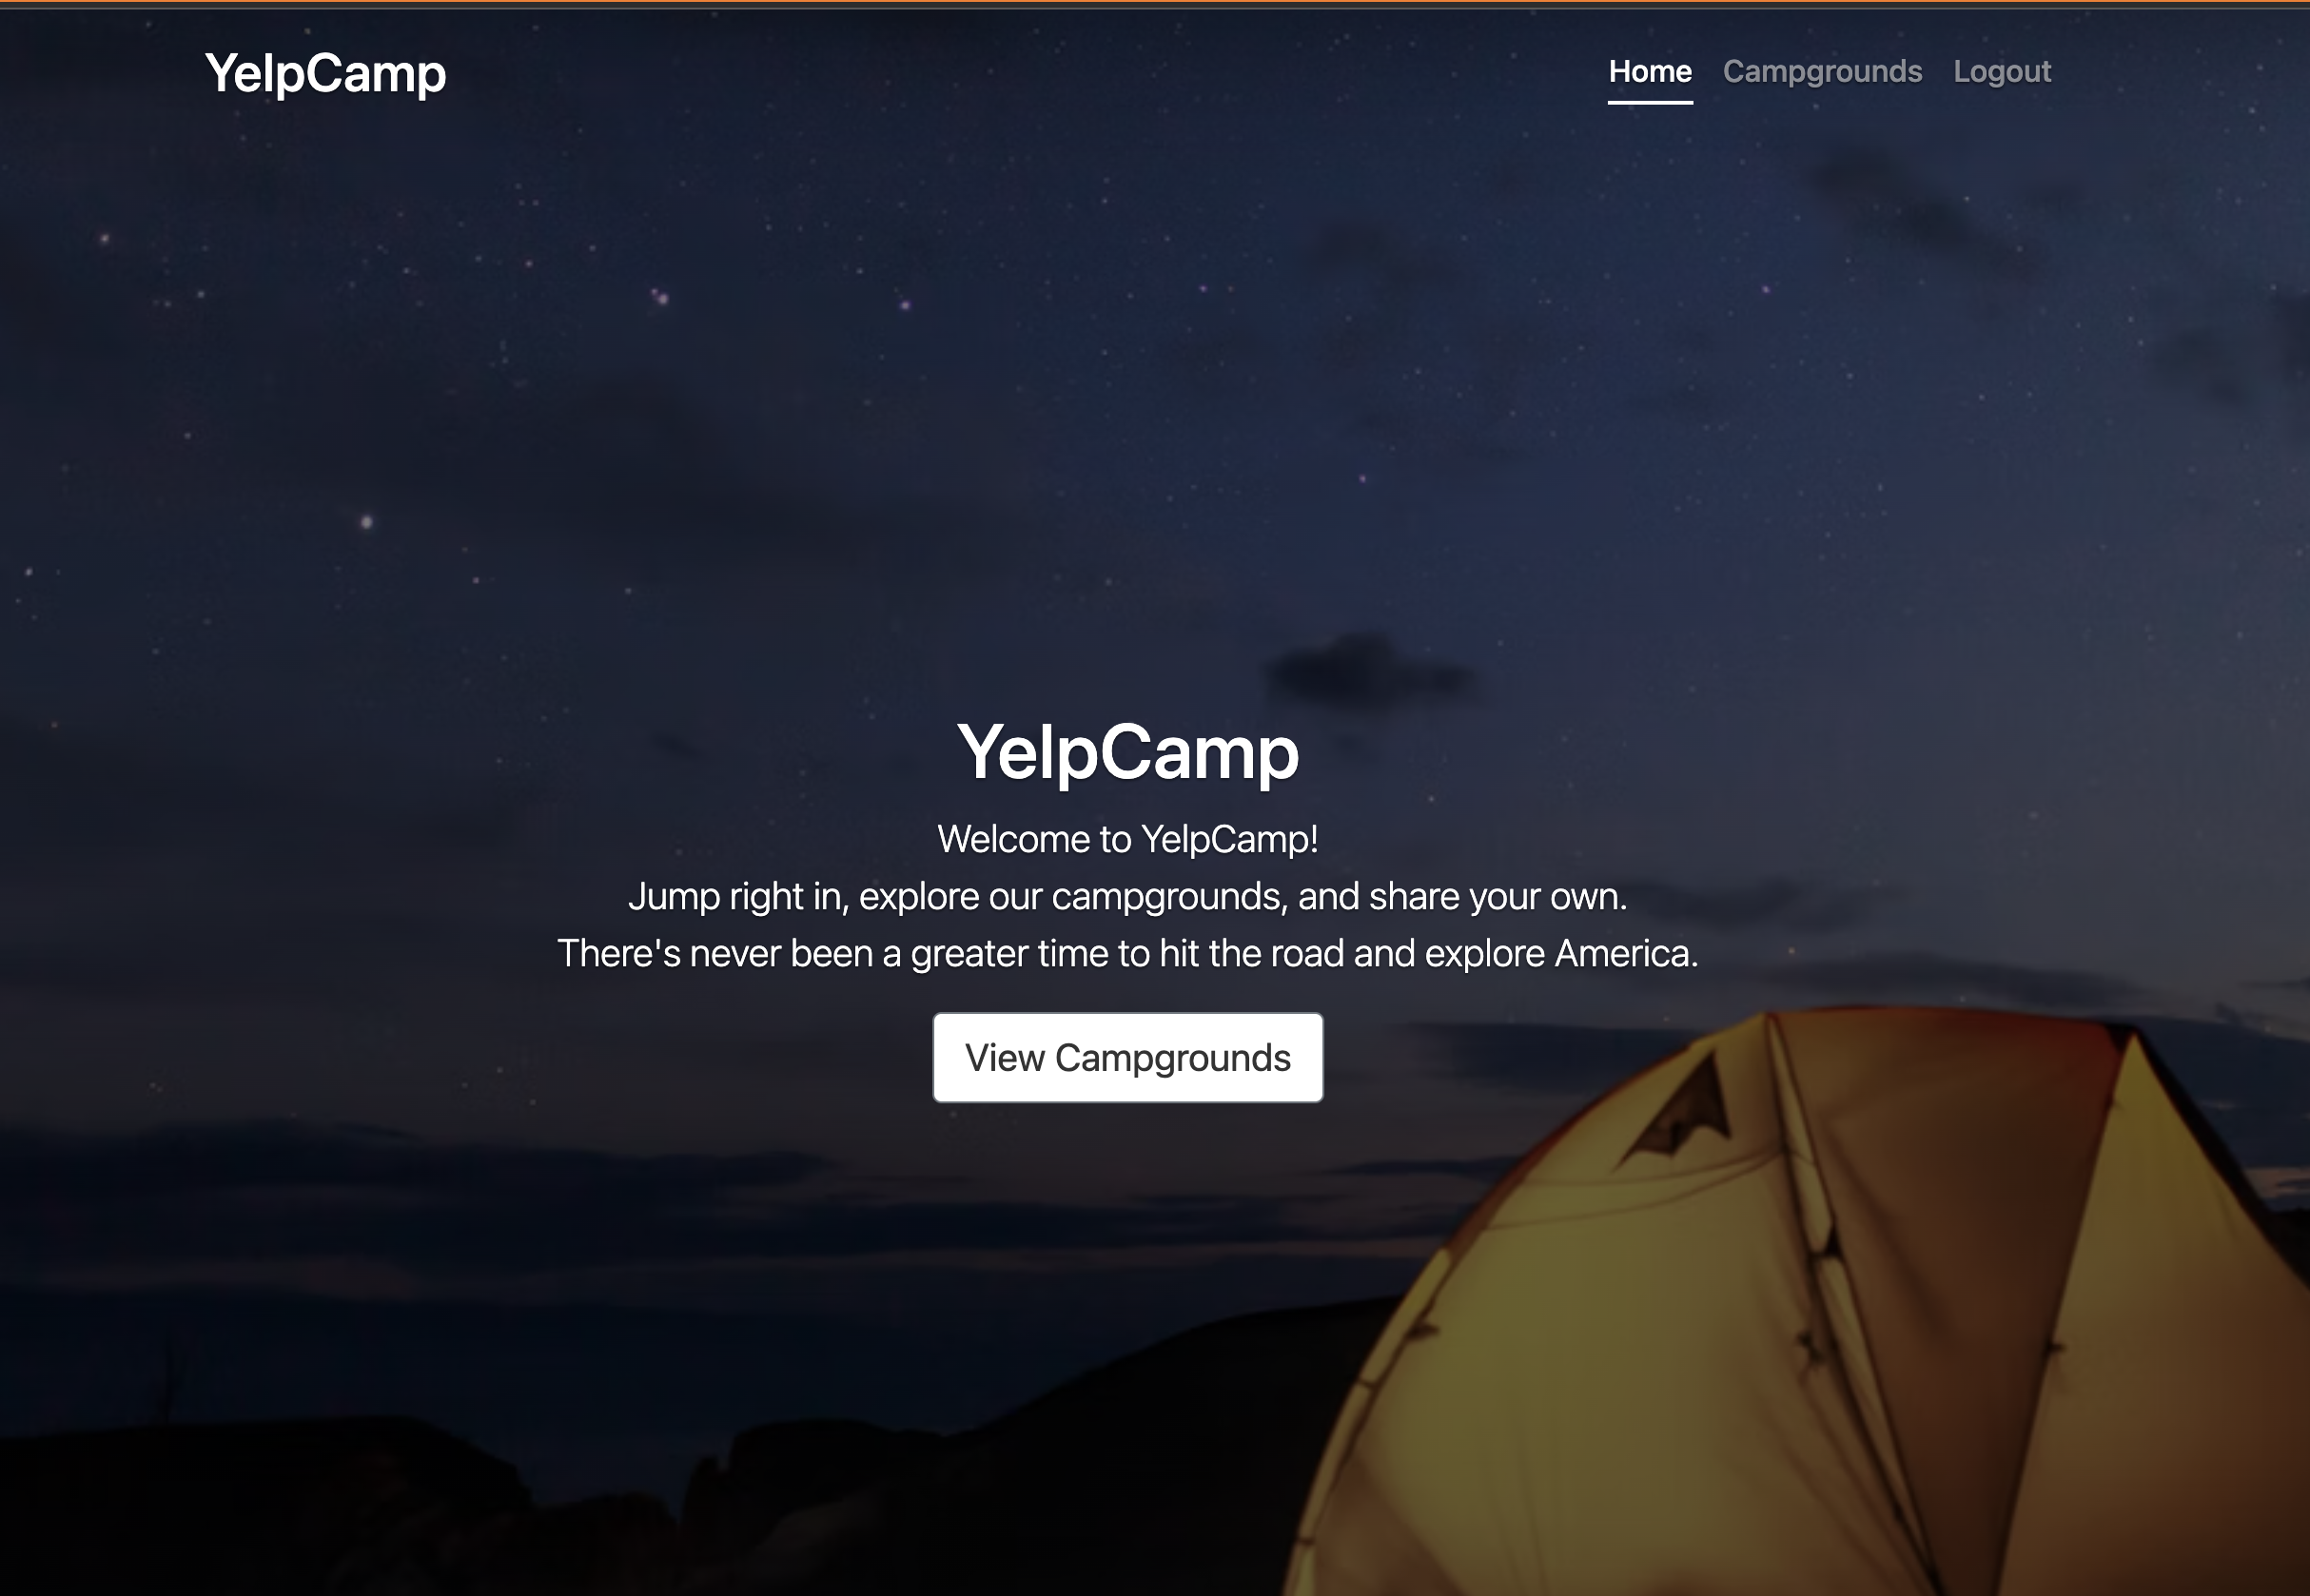 YelpCamp
Home Campgrounds Logout
YelpCamp
Welcome to YelpCamp!
Jump right in, explore our campgrounds, and share your own.
There's never been a greater time to hit the road and explore America.
View Campgrounds